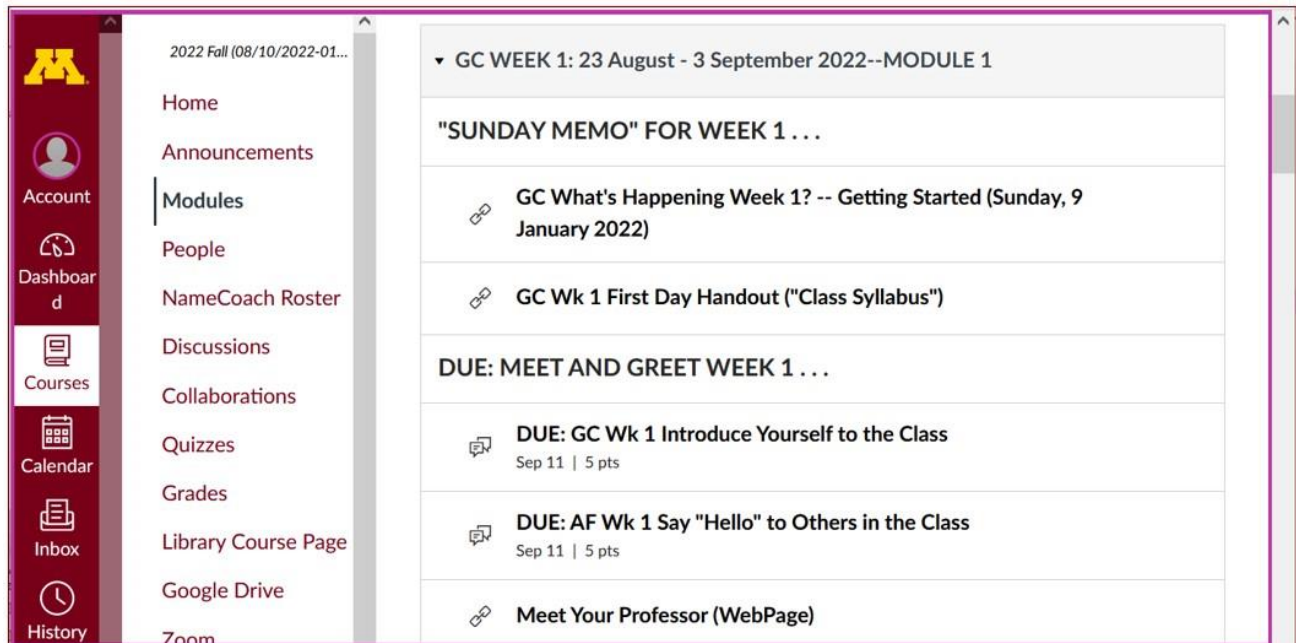 M
Account
Dashboar
d
Courses
Calendar
Inbox
History
2022 Fall (08/10/2022-01...
Home
Announcements
Modules
People
NameCoach Roster
Discussions
Collaborations
Quizzes
Grades
Library Course Page
Google Drive
Zoom
GC WEEK 1: 23 August - 3 September 2022--MODULE 1
"SUNDAY MEMO" FOR WEEK 1 . . .
GC What's Happening Week 1? -- Getting Started (Sunday, 9
January 2022)
GC Wk 1 First Day Handout ("Class Syllabus")
DUE: MEET AND GREET WEEK 1 . . .
DUE: GC Wk 1 Introduce Yourself to the Class
Sep 11 | 5 pts
DUE: AF Wk 1 Say "Hello" to Others in the Class
Sep 11 | 5 pts
Meet Your Professor (WebPage)